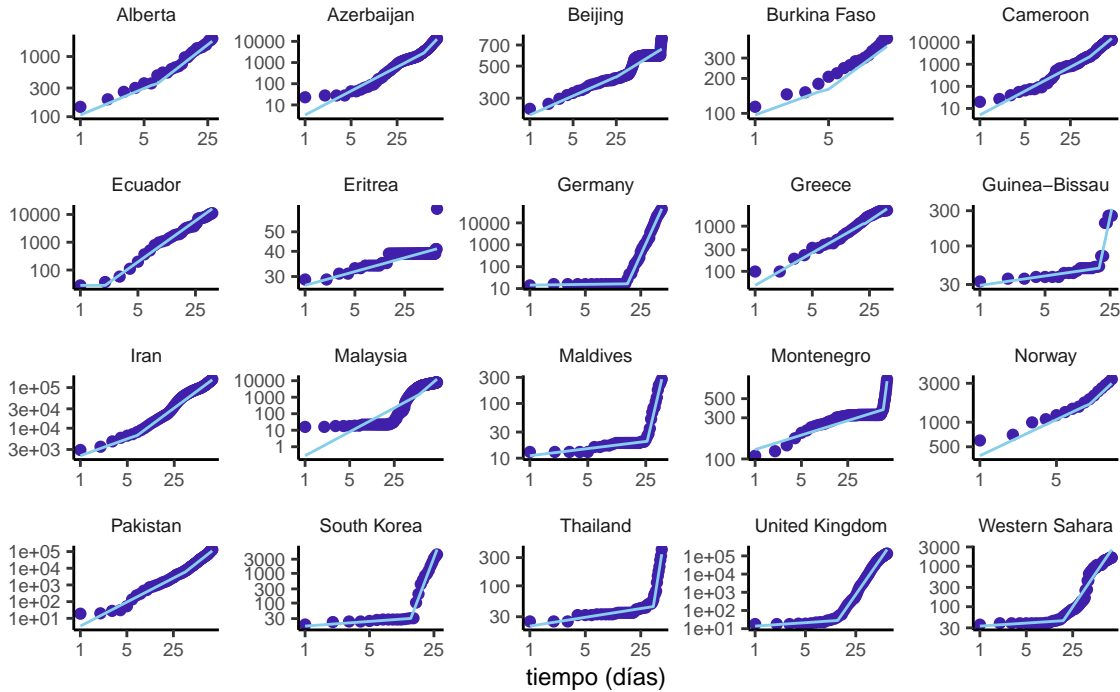 Alberta Azerbaijan Beijing Burkina Faso Cameroon
1000
300
100
1 5 25
10000
1000
100
10
1 5 25
700
500
300
1 5 25
300
200
100
1 5
10000
1000
100
10
1 5 25
Ecuador Eritrea Germany Greece Guinea−Bissau
10000
1000
100
1 5 25
50
40
30
1 5 25
10000
1000
100
10
1 5 25
1000
300
100
1 5 25
300
100
30
1 5 25
Iran Malaysia Maldives Montenegro Norway
1e+05
3e+04
1e+04
3e+03
1 5 25
10000
1000
100
10
1
1 5 25
300
100
30
10
1 5 25
500
300
100
1 5 25
3000
1000
500
1 5
Pakistan South Korea Thailand United Kingdom Western Sahara
1e+05
1e+04
1e+03
1e+02
1e+01
1 5 25
3000
1000
300
100
30
1 5 25
300
100
30
1 5 25
1e+05
1e+04
1e+03
1e+02
1e+01
1 5 25
3000
1000
300
100
30
1 5 25
tiempo (días)